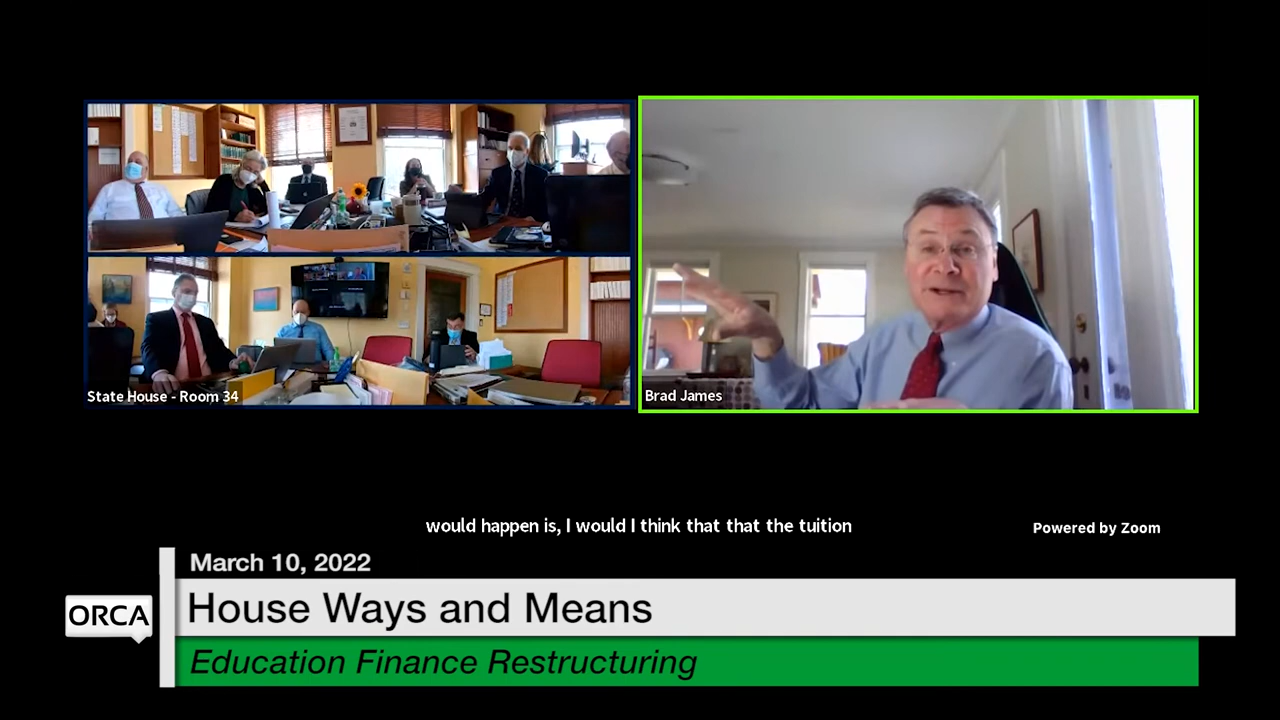 State House - Room 34
Brad James
would happen is, I would I think that that the tuition
Powered by Zoom
March 10, 2022
ORCA
House Ways and Means
Education Finance Restructuring